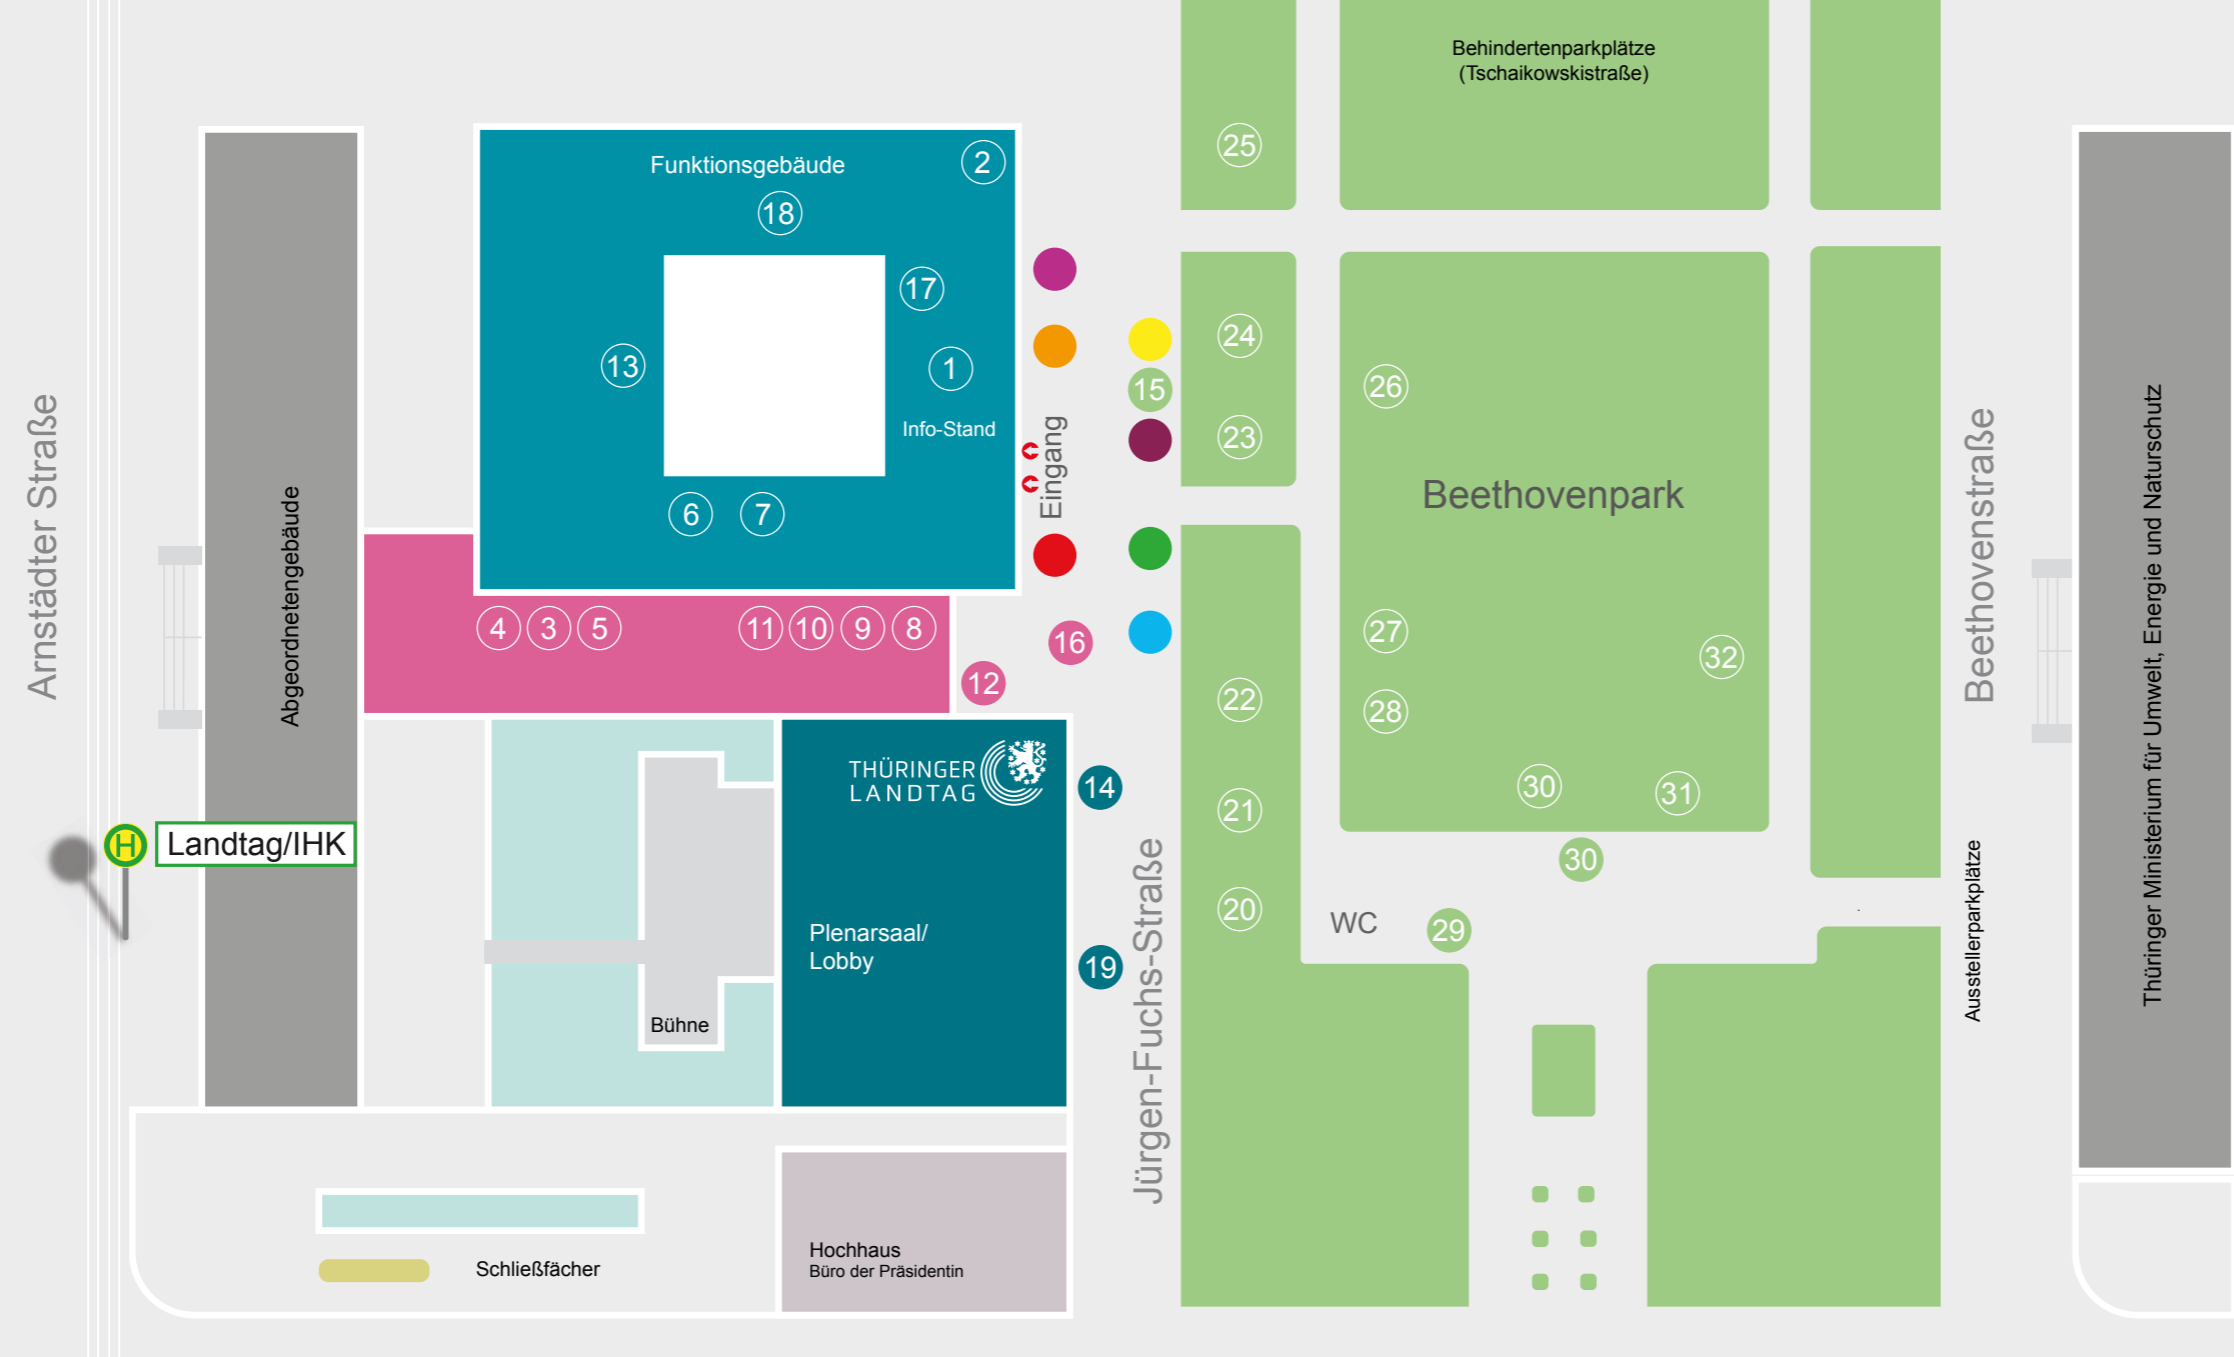 Behindertenparkplätze
(Tschaikowskistraße)
25
Funktionsgebäude
2
18
17
13
1
Info-Stand
6
7
Eingang
24
15
23
26
Beethovenpark
Arnstädter Straße
Abgeordnetengebäude
4
3
5
11
10
9
8
16
12
22
27
28
32
Beethovenstraße
Thüringer Ministerium für Umwelt, Energie und Naturschutz
THÜRINGER
LANDTAG
14
21
30
31
H
Landtag/IHK
30
20
WC
29
Plenarsaal/
Lobby
19
Jürgen-Fuchs-Straße
Ausstellerparkplätze
Bühne
Schließfächer
Hochhaus
Büro der Präsidentin